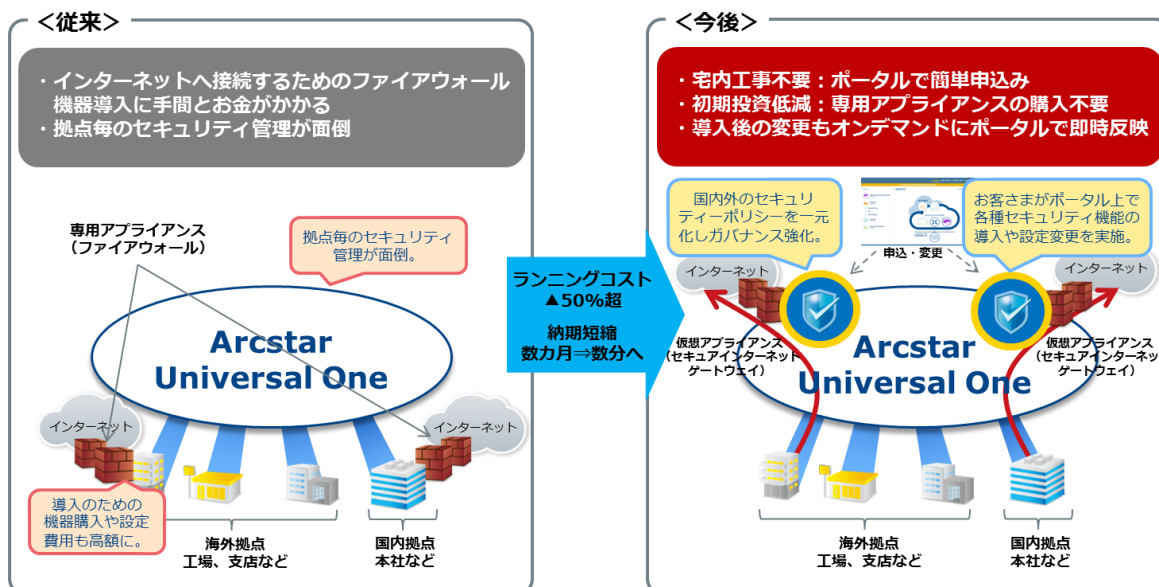 ＜従来＞
・インターネットへ接続するためのファイアウォール
機器導入に手間とお金がかかる
・拠点毎のセキュリティ管理が面倒
専用アプライアンス
（ファイアウォール）
拠点毎のセキュリティ
管理が面倒。
Arcstar
Universal One
インターネット
インターネット
導入のための
機器購入や設定
費用も高額に。
海外拠点
工場、支店など
国内拠点
本社など
ランニングコスト
▲50%超
納期短縮
数カ月⇒数分へ
＜今後＞
・宅内工事不要：ポータルで簡単申込み
・初期投資低減：専用アプライアンスの購入不要
・導入後の変更もオンデマンドにポータルで即時反映
国内外のセキュリ
ティーポリシーを一元
化しガバナンス強化。
お客さまがポータル上で
各種セキュリティ機能の
導入や設定変更を実施。
申込・変更
インターネット
インターネット
仮想アプライアンス
（セキュアインターネット
ゲートウェイ）
仮想アプライアンス
（セキュアインターネット
ゲートウェイ）
Arcstar
Universal One
海外拠点
工場、支店など
国内拠点
本社など